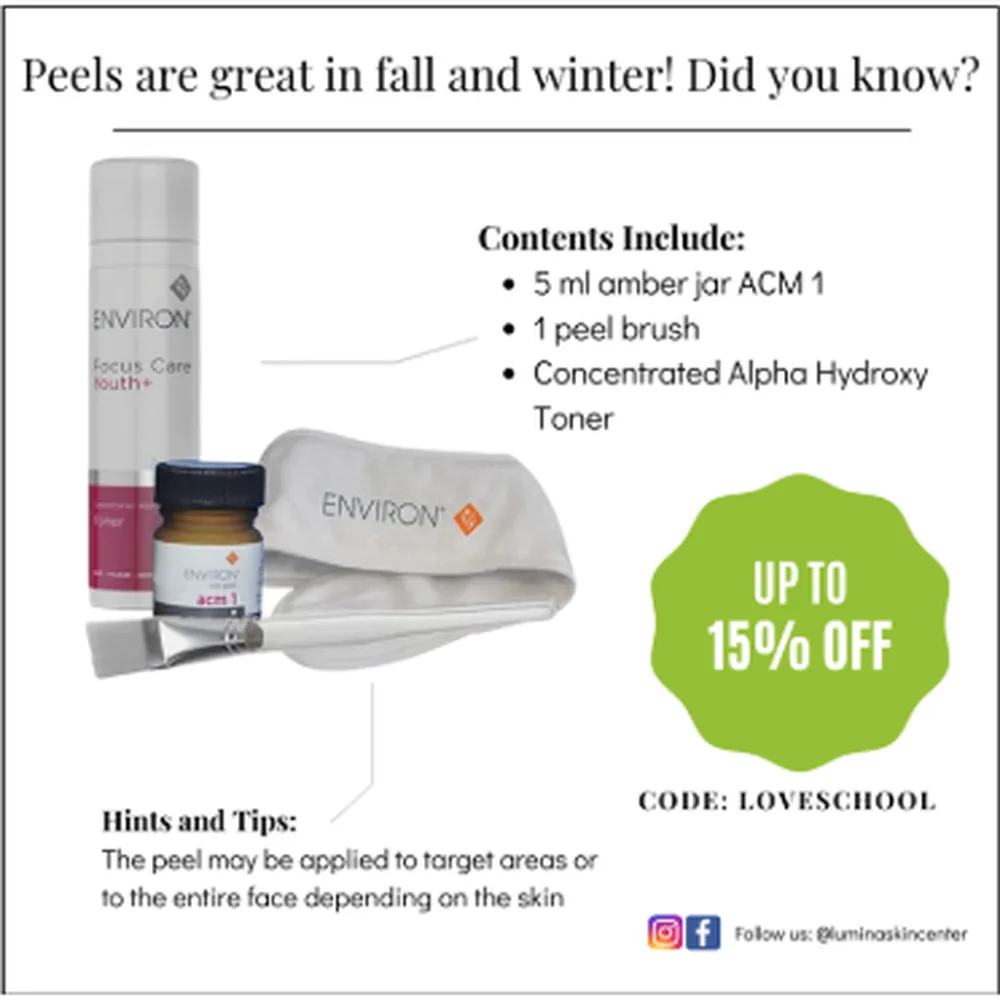 Peels are great in fall and winter! Did you know?
ENVIRON
Focus Care
Youth+
Contents Include:
• 5 ml amber jar ACM 1
• 1 peel brush
• Concentrated Alpha Hydroxy
Toner
ENVIRON
ENVIRON
acm 1
UP TO
15% OFF
CODE: LOVESCHOOL
Hints and Tips:
The peel may be applied to target areas or
to the entire face depending on the skin
Follow us: @luminaskincenter